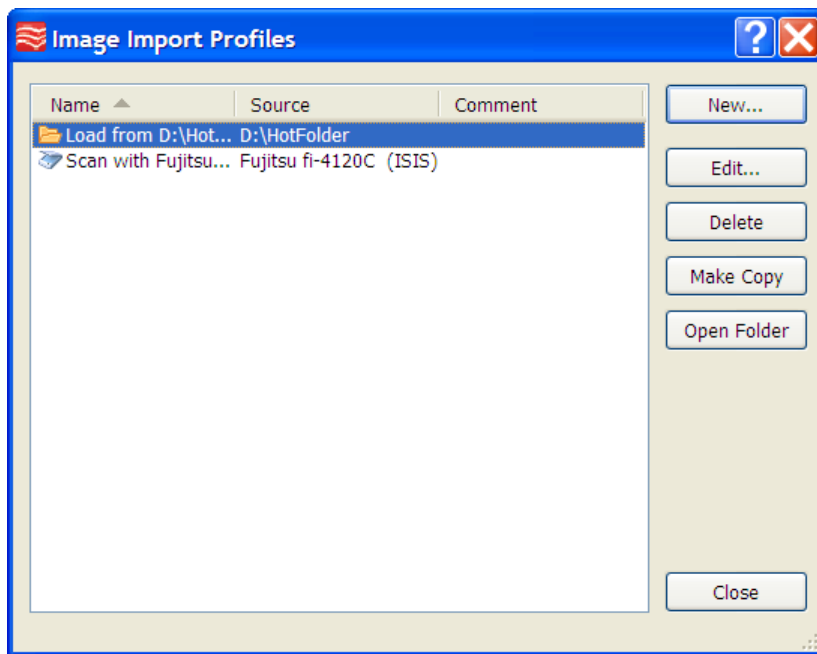 Image Import Profiles
Name Source Comment
Load from D:\Hot... D:\HotFolder
Scan with Fujitsu... Fujitsu fi-4120C (ISIS)
New...
Edit...
Delete
Make Copy
Open Folder
Close